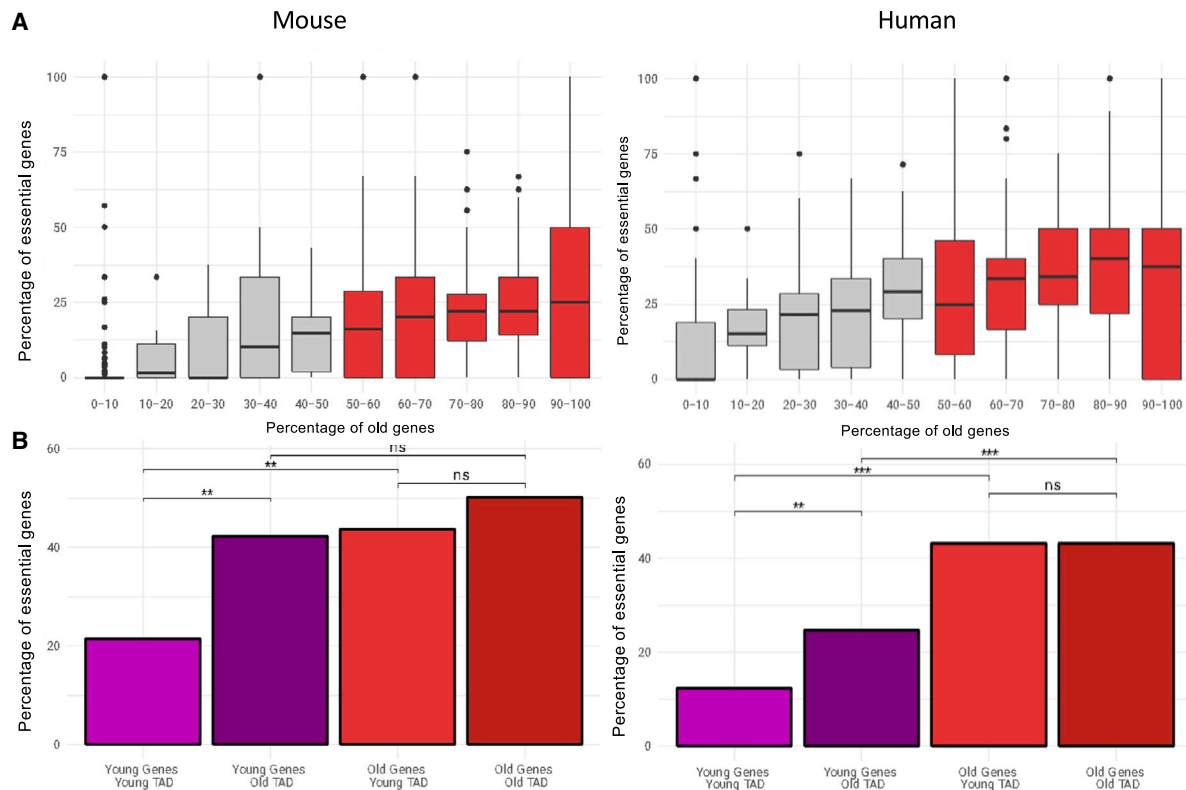 A
Mouse
Human
Percentage of essential genes
100
75
50
25
0
0-10 10-20 20-30 30-40 40-50 50-60 60-70 70-80 80-90 90-100
Percentage of old genes
Percentage of essential genes
100
75
50
25
0
0-10 10-20 20-30 30-40 40-50 50-60 60-70 70-80 80-90 90-100
Percentage of old genes
B
Percentage of essential genes
60
40
20
0
ns
**
ns
**
Young Genes
Young TAD
Young Genes
Old TAD
Old Genes
Young TAD
Old Genes
Old TAD
Percentage of essential genes
60
40
20
0
***
***
ns
**
Young Genes
Young TAD
Young Genes
Old TAD
Old Genes
Young TAD
Old Genes
Old TAD